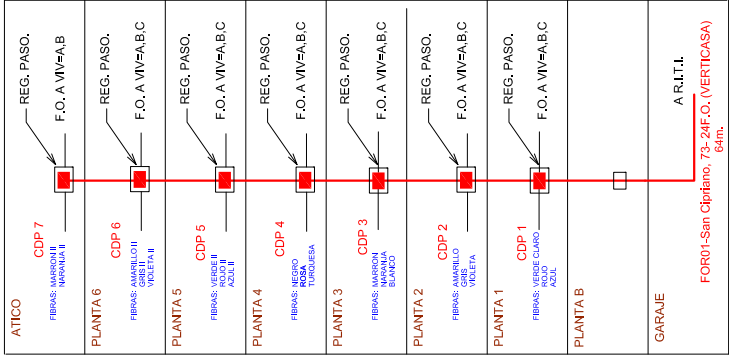 ATICO
CDP 7
FIBRAS: MARRON II
NARANJA II
REG. PASO.
F.O. A VIV=A,B
PLANTA 6
CDP 6
FIBRAS: AMARILLO II
GRIS II
VIOLETA II
REG. PASO.
F.O. A VIV=A,B,C
PLANTA 5
CDP 5
FIBRAS: VERDE II
ROJO II
AZUL II
REG. PASO.
F.O. A VIV=A,B,C
PLANTA 4
CDP 4
FIBRAS: NEGRO
ROSA
TURQUESA
REG. PASO.
F.O. A VIV=A,B,C
PLANTA 3
CDP 3
FIBRAS: MARRON
NARANJA
BLANCO
REG. PASO.
F.O. A VIV=A,B,C
PLANTA 2
CDP 2
FIBRAS: AMARILLO
GRIS
VIOLETA
REG. PASO.
F.O. A VIV=A,B,C
PLANTA 1
CDP 1
FIBRAS: VERDE CLARO
ROJO
AZUL
REG. PASO.
F.O. A VIV=A,B,C
PLANTA B
GARAJE
A R.I.T.I.
FOR01-San Cipriano, 73- 24F.O. (VERTICASA)
64m.